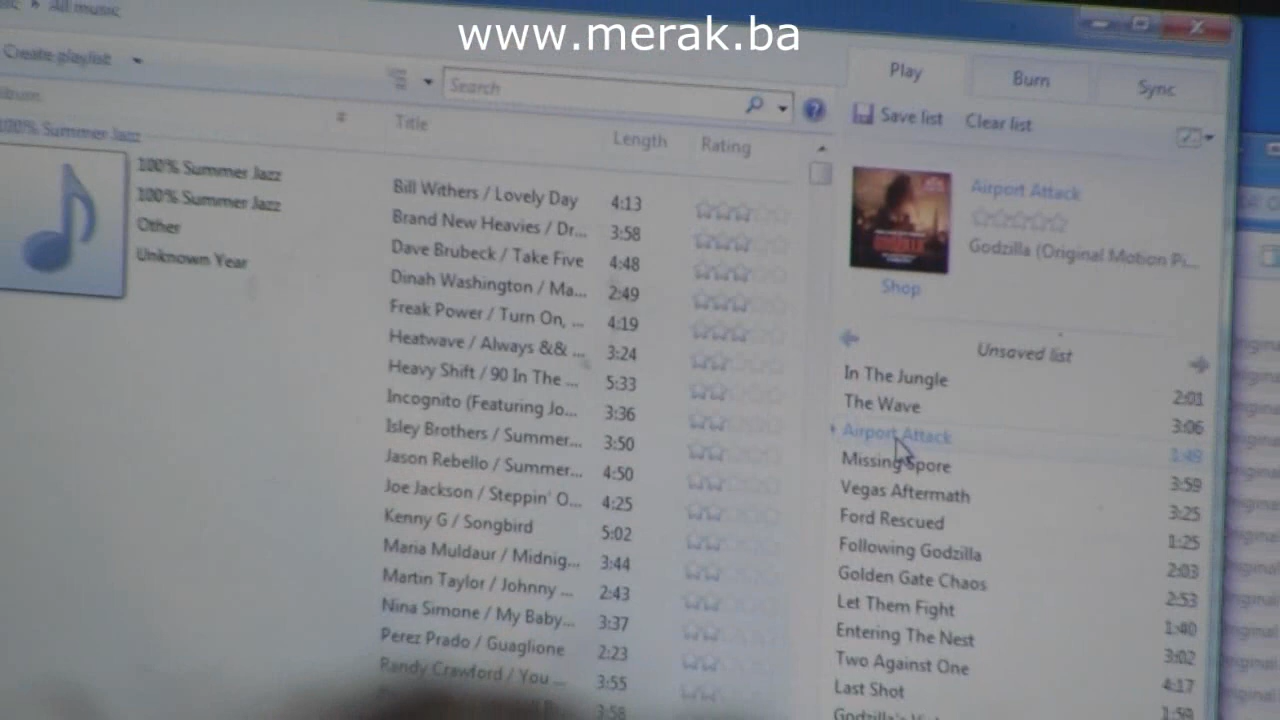 www.merak.ba
All music
Create playlist
Search
Play
Burn
Sync
Save list
Clear list
Title
Length
Rating
100% Summer Jazz
100% Summer Jazz
100% Summer Jazz
Other
Unknown Year
Bill Withers / Lovely Day 4:13
Brand New Heavies / Dr... 3:58
Dave Brubeck / Take Five 4:48
Dinah Washington / Ma... 2:49
Freak Power / Turn On, ... 4:19
Heatwave / Always && ... 3:24
Heavy Shift / 90 In The ... 5:33
Incognito (Featuring Jo... 3:36
Isley Brothers / Summer... 3:50
Jason Rebello / Summer... 4:50
Joe Jackson / Steppin' O... 4:25
Kenny G / Songbird 5:02
Maria Muldaur / Midnig... 3:44
Martin Taylor / Johnny ... 2:43
Nina Simone / My Baby... 3:37
Perez Prado / Guaglione 2:23
Randy Crawford / You ... 3:55
3:58
Airport Attack
Godzilla (Original Motion Pi...
Shop
Unsaved list
In The Jungle 2:01
The Wave 3:06
Airport Attack 1:49
Missing Spore 3:59
Vegas Aftermath 3:25
Ford Rescued 1:25
Following Godzilla 2:03
Golden Gate Chaos 2:53
Let Them Fight 1:40
Entering The Nest 3:02
Two Against One 4:17
Last Shot 1:59